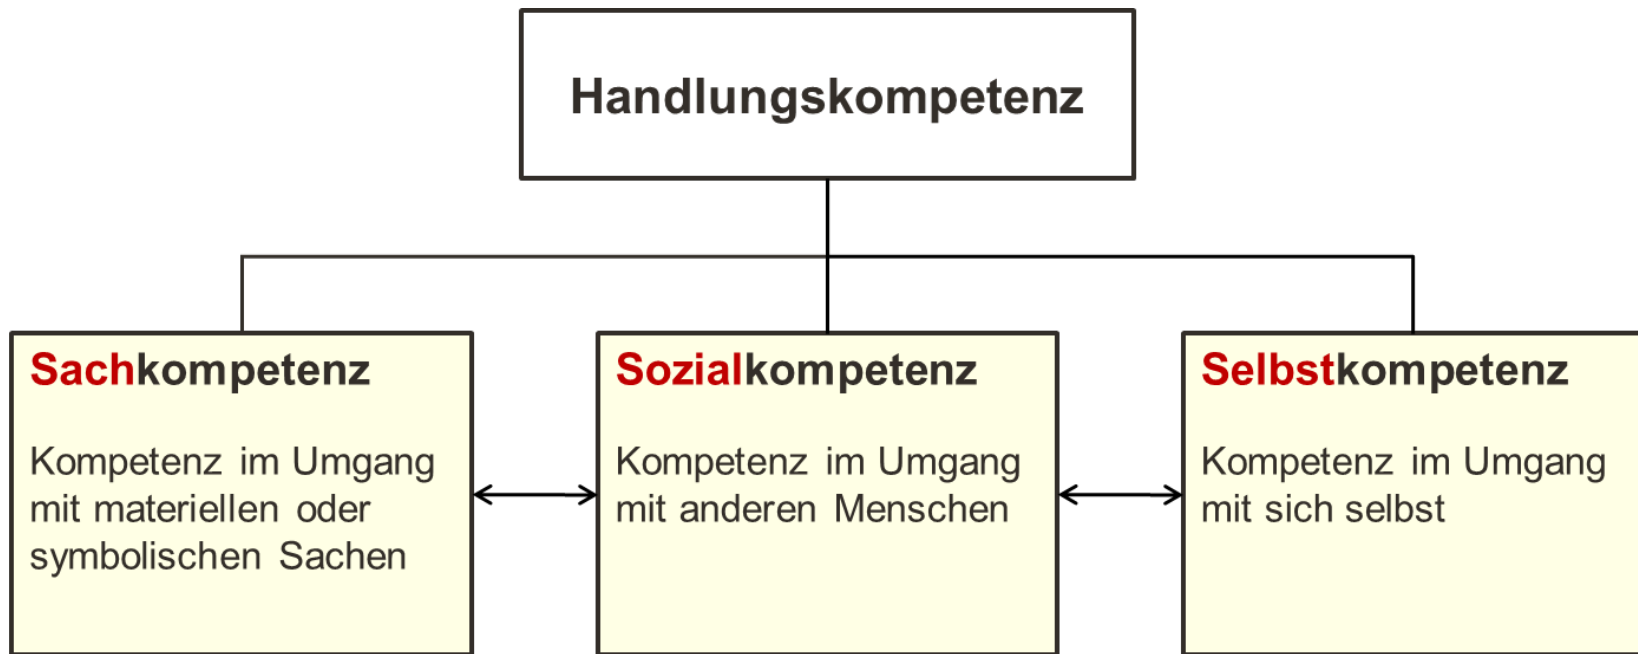 Handlungskompetenz
Sachkompetenz
Kompetenz im Umgang
mit materiellen oder
symbolischen Sachen
Sozialkompetenz
Kompetenz im Umgang
mit anderen Menschen
Selbstkompetenz
Kompetenz im Umgang
mit sich selbst